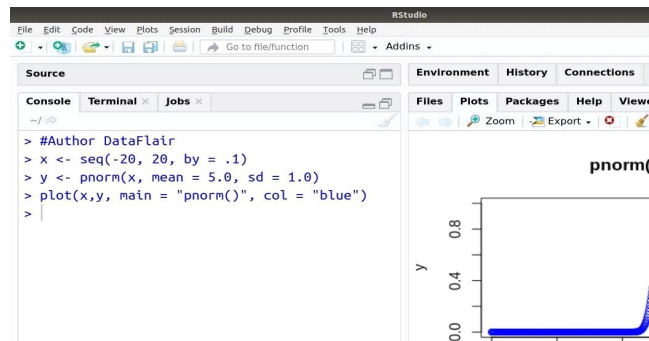 RStudio
File Edit Code View Plots Session Build Debug Profile Tools Help
Go to file/function Addins
Source
Environment History Connections
Console Terminal Jobs
Files Plots Packages Help View
~/
Zoom Export
> #Author DataFlair
> x <- seq(-20, 20, by = .1)
> y <- pnorm(x, mean = 5.0, sd = 1.0)
> plot(x,y, main = "pnorm()", col = "blue")
>
pnorm(
y
0.8
0.4
0.0